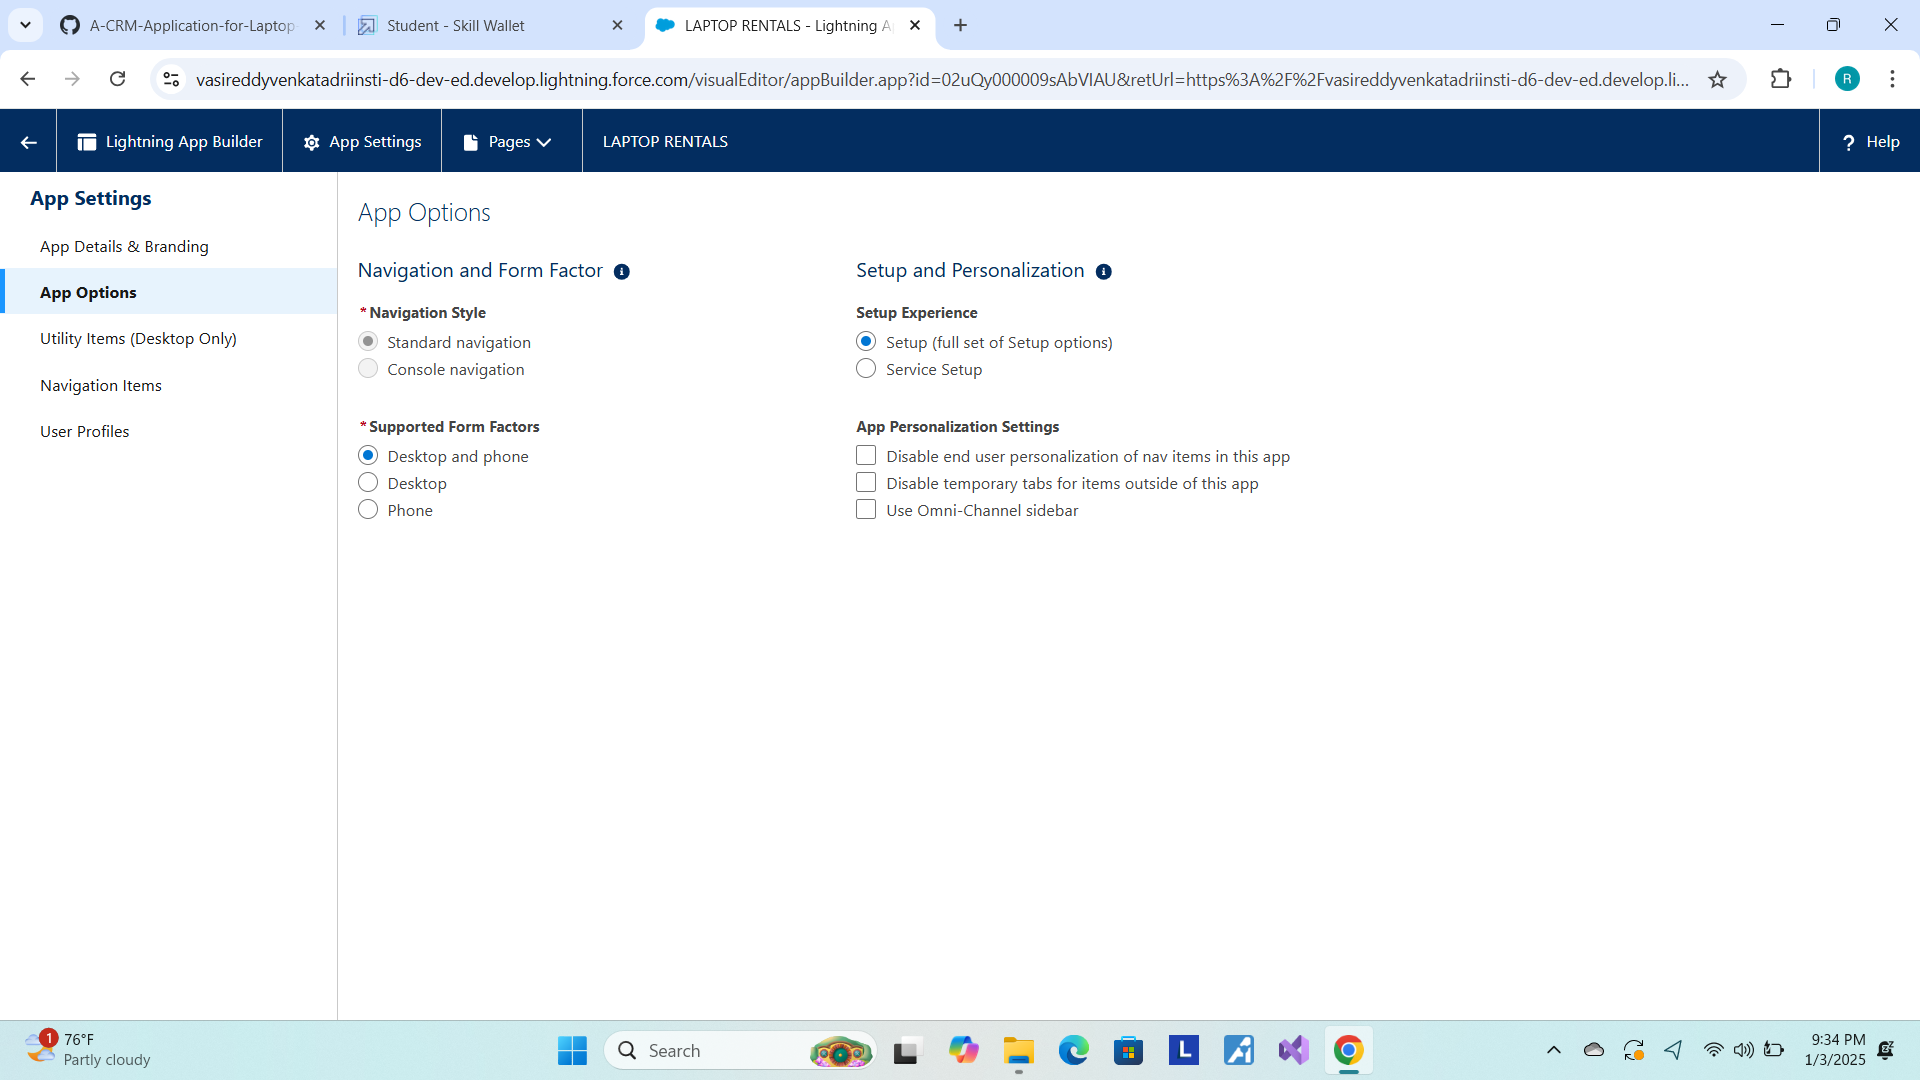 A-CRM-Application-for-Laptop-
Student - Skill Wallet
LAPTOP RENTALS - Lightning A
vasireddyvenkatadriinsti-d6-dev-ed.develop.lightning.force.com/visualEditor/appBuilder.app?id=02uQy000009sAbVIAU&retUrl=https%3A%2F%2Fvasireddyvenkatadriinsti-d6-dev-ed.develop.li...
R
Lightning App Builder
App Settings
Pages
LAPTOP RENTALS
? Help
App Settings
App Details & Branding
App Options
Utility Items (Desktop Only)
Navigation Items
User Profiles
App Options
Navigation and Form Factor
* Navigation Style
Standard navigation
Console navigation
* Supported Form Factors
Desktop and phone
Desktop
Phone
Setup and Personalization
Setup Experience
Setup (full set of Setup options)
Service Setup
App Personalization Settings
Disable end user personalization of nav items in this app
Disable temporary tabs for items outside of this app
Use Omni-Channel sidebar
1
76°F
Partly cloudy
Search
L
9:34 PM
1/3/2025